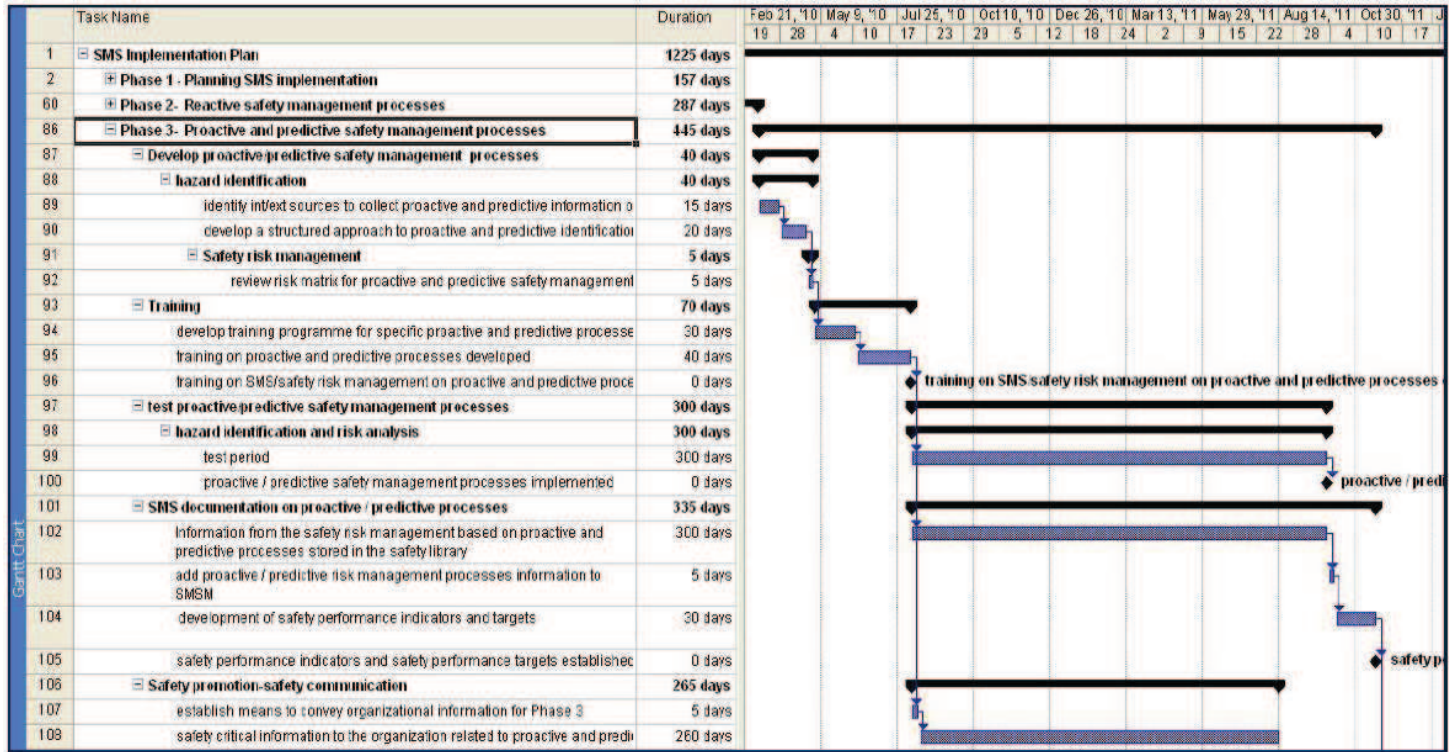 Task Name Duration Feb 21, '10 May 9, '10 Jul 25, '10 Oct 10, '10 Dec 26, '10 Mar 13, '11 May 29, '11 Aug 14, '11 Oct 30, '11 J
19 28 4 10 17 23 29 5 12 18 24 2 9 15 22 28 4 10 17
1 SMS Implementation Plan 1225 days
2 Phase 1 - Planning SMS implementation 157 days
60 Phase 2- Reactive safety management processes 287 days
86 Phase 3- Proactive and predictive safety management processes 445 days
87 Develop proactive/predictive safety management processes 40 days
88 hazard identification 40 days
89 identify int/ext sources to collect proactive and predictive information o 15 days
90 develop a structured approach to proactive and predictive identification 20 days
91 Safety risk management 5 days
92 review risk matrix for proactive and predictive safety management 5 days
93 Training 70 days
94 develop training programme for specific proactive and predictive processe 30 days
95 training on proactive and predictive processes developed 40 days
96 training on SMS/safety risk management on proactive and predictive proce 0 days training on SMS/safety risk management on proactive and predictive processes
97 test proactive/predictive safety management processes 300 days
98 hazard identification and risk analysis 300 days
99 test period 300 days
100 proactive / predictive safety management processes implemented 0 days proactive / predi
101 SMS documentation on proactive / predictive processes 335 days
102 Information from the safety risk management based on proactive and 300 days
predictive processes stored in the safety library
103 add proactive / predictive risk management processes information to 5 days
SMSM
104 development of safety performance indicators and targets 30 days
105 safety performance indicators and safety performance targets established 0 days safety p
106 Safety promotion-safety communication 265 days
107 establish means to convey organizational information for Phase 3 5 days
108 safety critical information to the organization related to proactive and predi 260 days
Gantt Chart